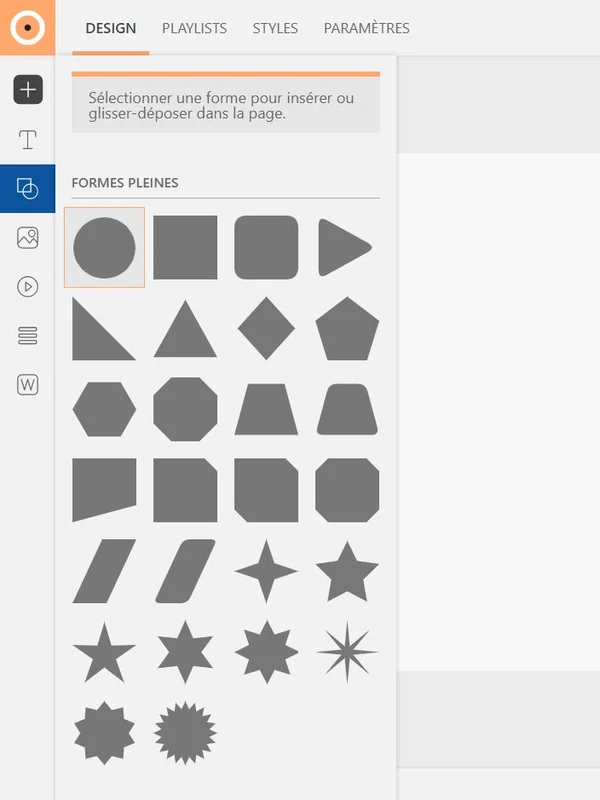 DESIGN PLAYLISTS STYLES PARAMÈTRES
Sélectionner une forme pour insérer ou
glisser-déposer dans la page.
FORMES PLEINES
T
W